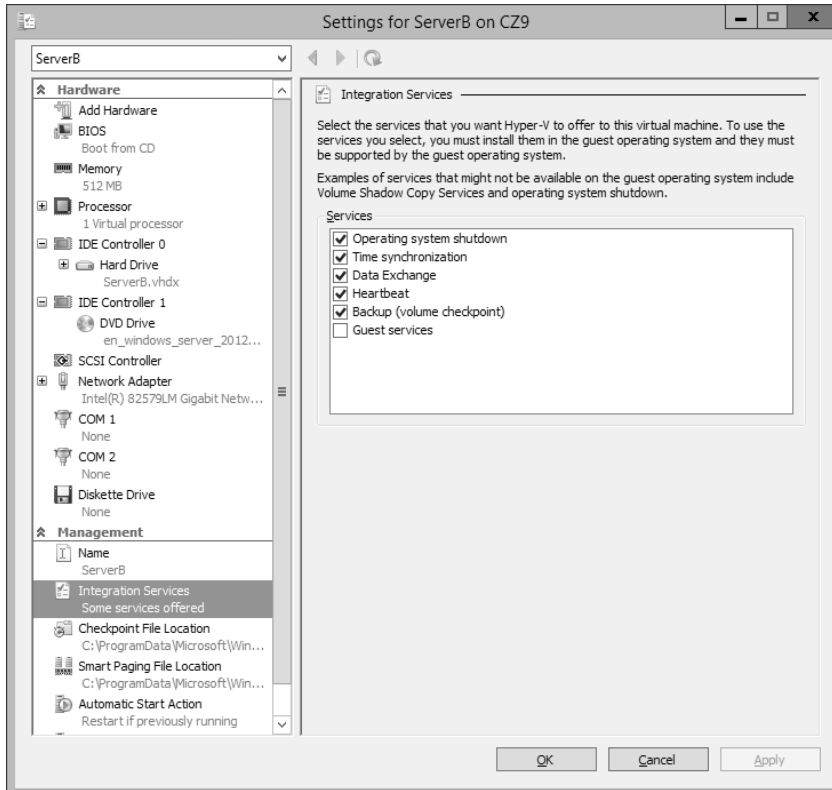 Settings for ServerB on CZ9
ServerB
Hardware
Add Hardware
BIOS
Boot from CD
Memory
512 MB
Processor
1 Virtual processor
IDE Controller 0
Hard Drive
ServerB.vhdx
IDE Controller 1
DVD Drive
en_windows_server_2012...
SCSI Controller
Network Adapter
Intel(R) 82579LM Gigabit Netw...
COM 1
None
COM 2
None
Diskette Drive
None
Management
Name
ServerB
Integration Services
Some services offered
Checkpoint File Location
C:\ProgramData\Microsoft\Win...
Smart Paging File Location
C:\ProgramData\Microsoft\Win...
Automatic Start Action
Restart if previously running
Integration Services
Select the services that you want Hyper-V to offer to this virtual machine. To use the
services you select, you must install them in the guest operating system and they must
be supported by the guest operating system.
Examples of services that might not be available on the guest operating system include
Volume Shadow Copy Services and operating system shutdown.
Services
Operating system shutdown
Time synchronization
Data Exchange
Heartbeat
Backup (volume checkpoint)
Guest services
OK
Cancel
Apply